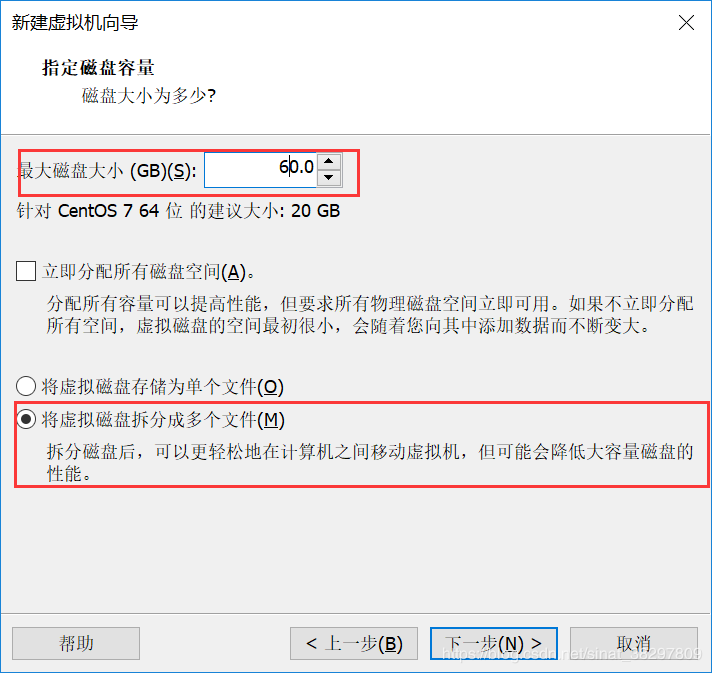 新建虚拟机向导
指定磁盘容量
磁盘大小为多少?
最大磁盘大小 (GB)(S): 60.0
针对 CentOS 7 64 位 的建议大小: 20 GB
立即分配所有磁盘空间(A)。
分配所有容量可以提高性能，但要求所有物理磁盘空间立即可用。如果不立即分配
所有空间，虚拟磁盘的空间最初很小，会随着您向其中添加数据而不断变大。
将虚拟磁盘存储为单个文件(O)
将虚拟磁盘拆分成多个文件(M)
拆分磁盘后，可以更轻松地在计算机之间移动虚拟机，但可能会降低大容量磁盘的
性能。
帮助 < 上一步(B) 下一步(N) > 取消
https://blog.csdn.net/sinat_38297809